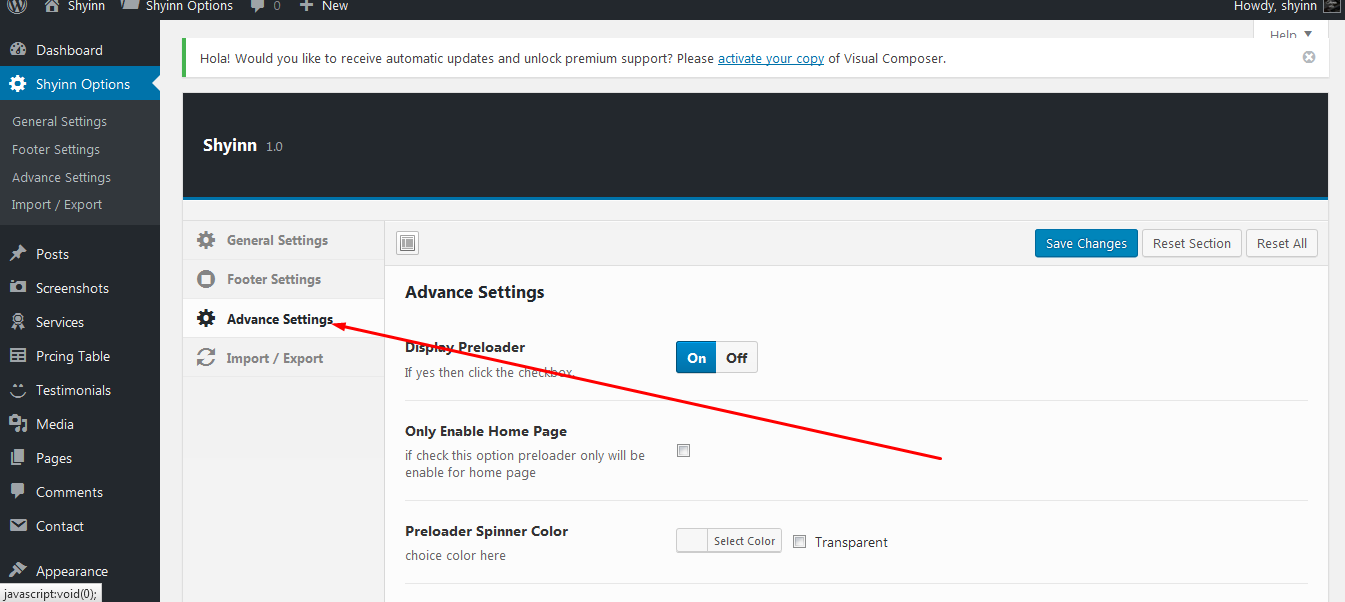 Shyinn
Shyinn Options
0
New
Howdy, shyinn
Help
Dashboard
Shyinn Options
General Settings
Footer Settings
Advance Settings
Import / Export
Posts
Screenshots
Services
Prcing Table
Testimonials
Media
Pages
Comments
Contact
Appearance
javascript:void(0);
Hola! Would you like to receive automatic updates and unlock premium support? Please activate your copy of Visual Composer.
Shyinn 1.0
General Settings
Footer Settings
Advance Settings
Import / Export
Save Changes
Reset Section
Reset All
Advance Settings
Display Preloader
If yes then click the checkbox.
On
Off
Only Enable Home Page
if check this option preloader only will be
enable for home page
Preloader Spinner Color
choice color here
Select Color
Transparent